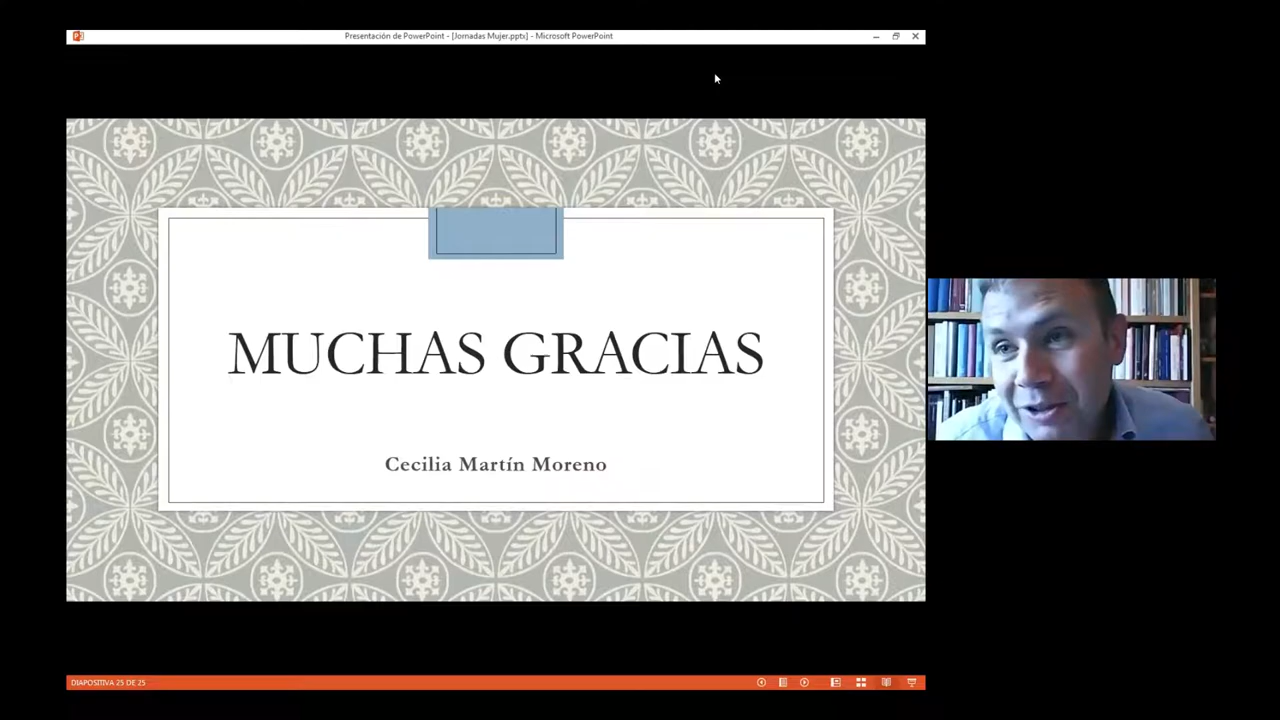 Presentación de PowerPoint - [Jornadas Mujer.pptx] - Microsoft PowerPoint
MUCHAS GRACIAS
Cecilia Martín Moreno
DIAPOSITIVA 25 DE 25